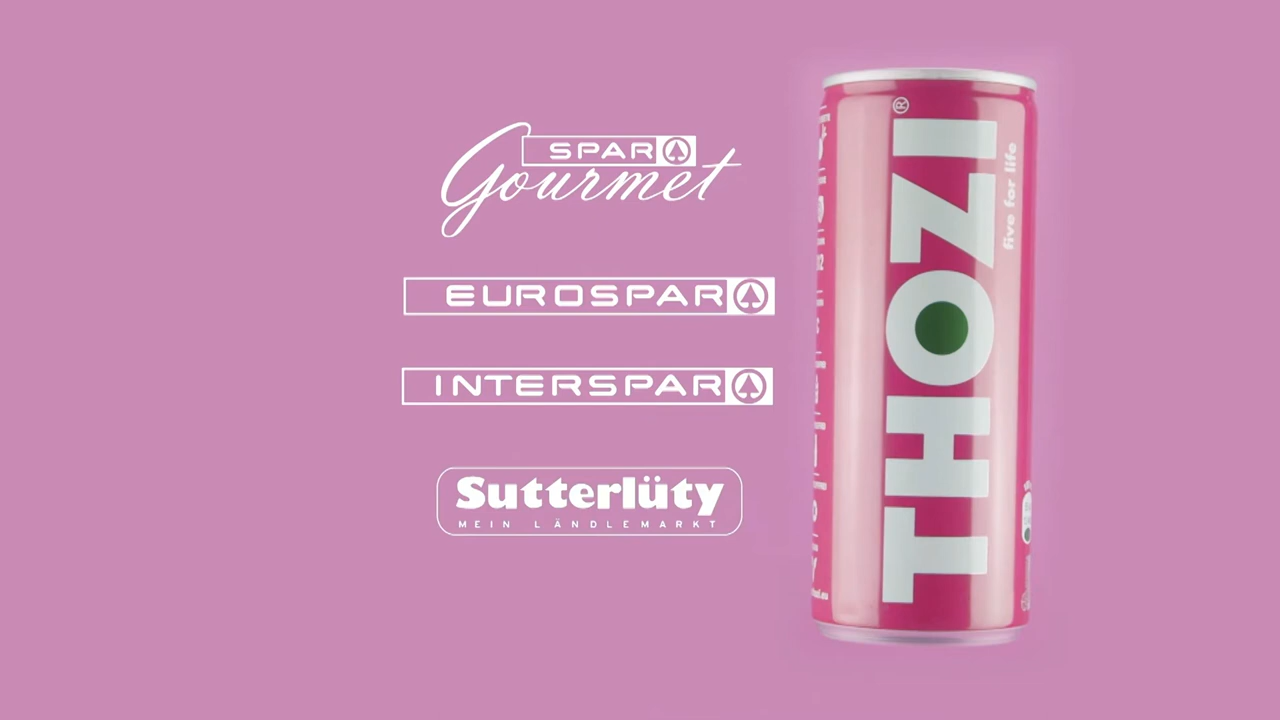 SPAR
Gourmet
EUROSPAR
INTERSPAR
Sutterlüty
MEIN LÄNDLEMARKT
THOZI®
five for life